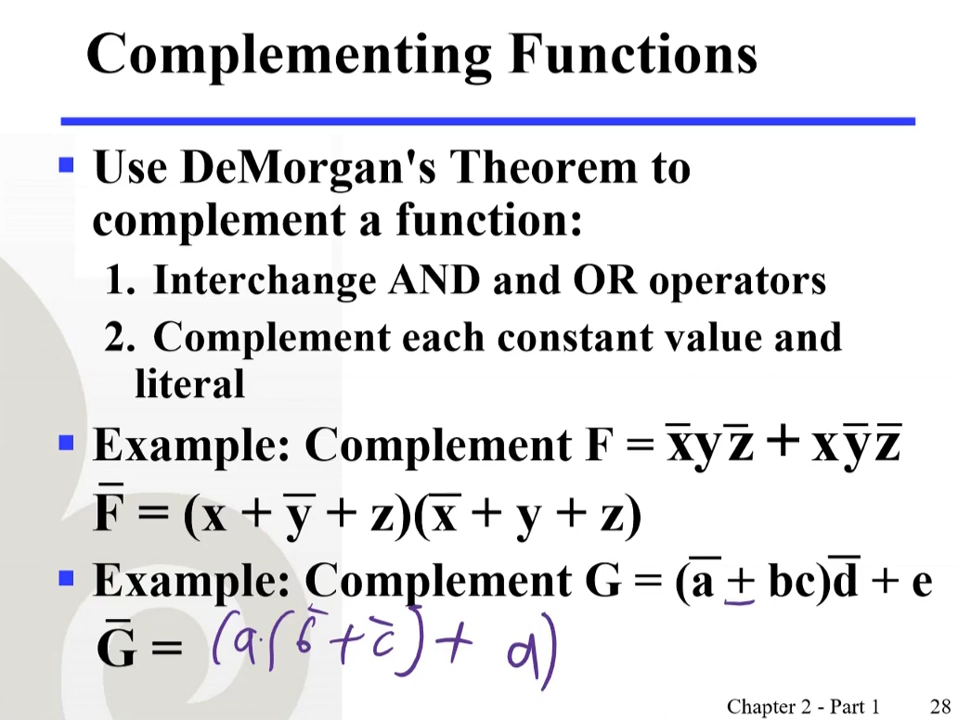 Complementing Functions
Use DeMorgan's Theorem to
complement a function:
1. Interchange AND and OR operators
2. Complement each constant value and
literal
Example: Complement F = x̅yz̅ + xy̅z̅
F̅ = (x + y̅ + z)(x̅ + y + z)
Example: Complement G = (a̅ + bc)d̅ + e
G̅ = (a·(b̅+c̅)+ d)
Chapter 2 - Part 1 28